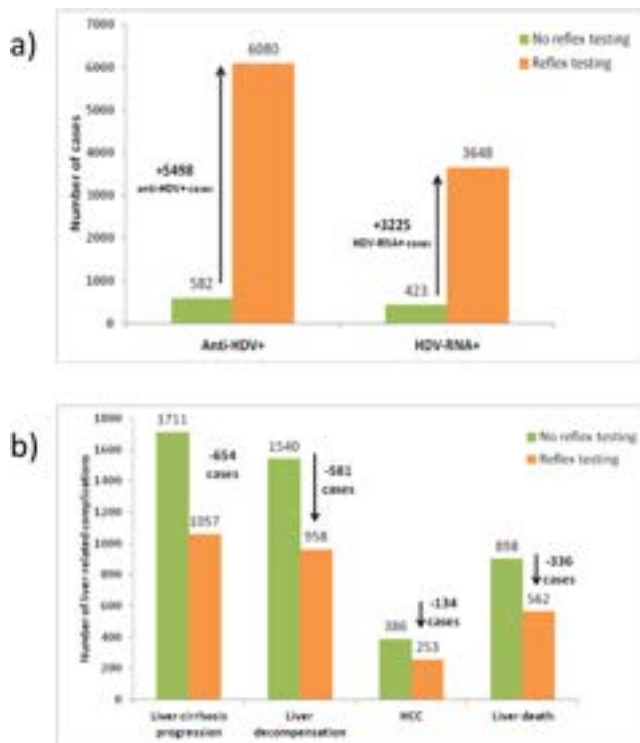 a)
No reflex testing
Reflex testing
Number of cases
7000
6000
5000
4000
3000
2000
1000
0
6080
+5498
anti-HDV+ cases
582
3648
+3225
HDV-RNA+ cases
423
Anti-HDV+
HDV-RNA+
b)
No reflex testing
Reflex testing
Number of liver related complications
1800
1600
1400
1200
1000
800
600
400
200
0
1711
-654
cases
1057
1540
-581
cases
958
386
-134
cases
253
898
-336
cases
562
Liver cirrhosis
progression
Liver
decompensation
HCC
Liver death